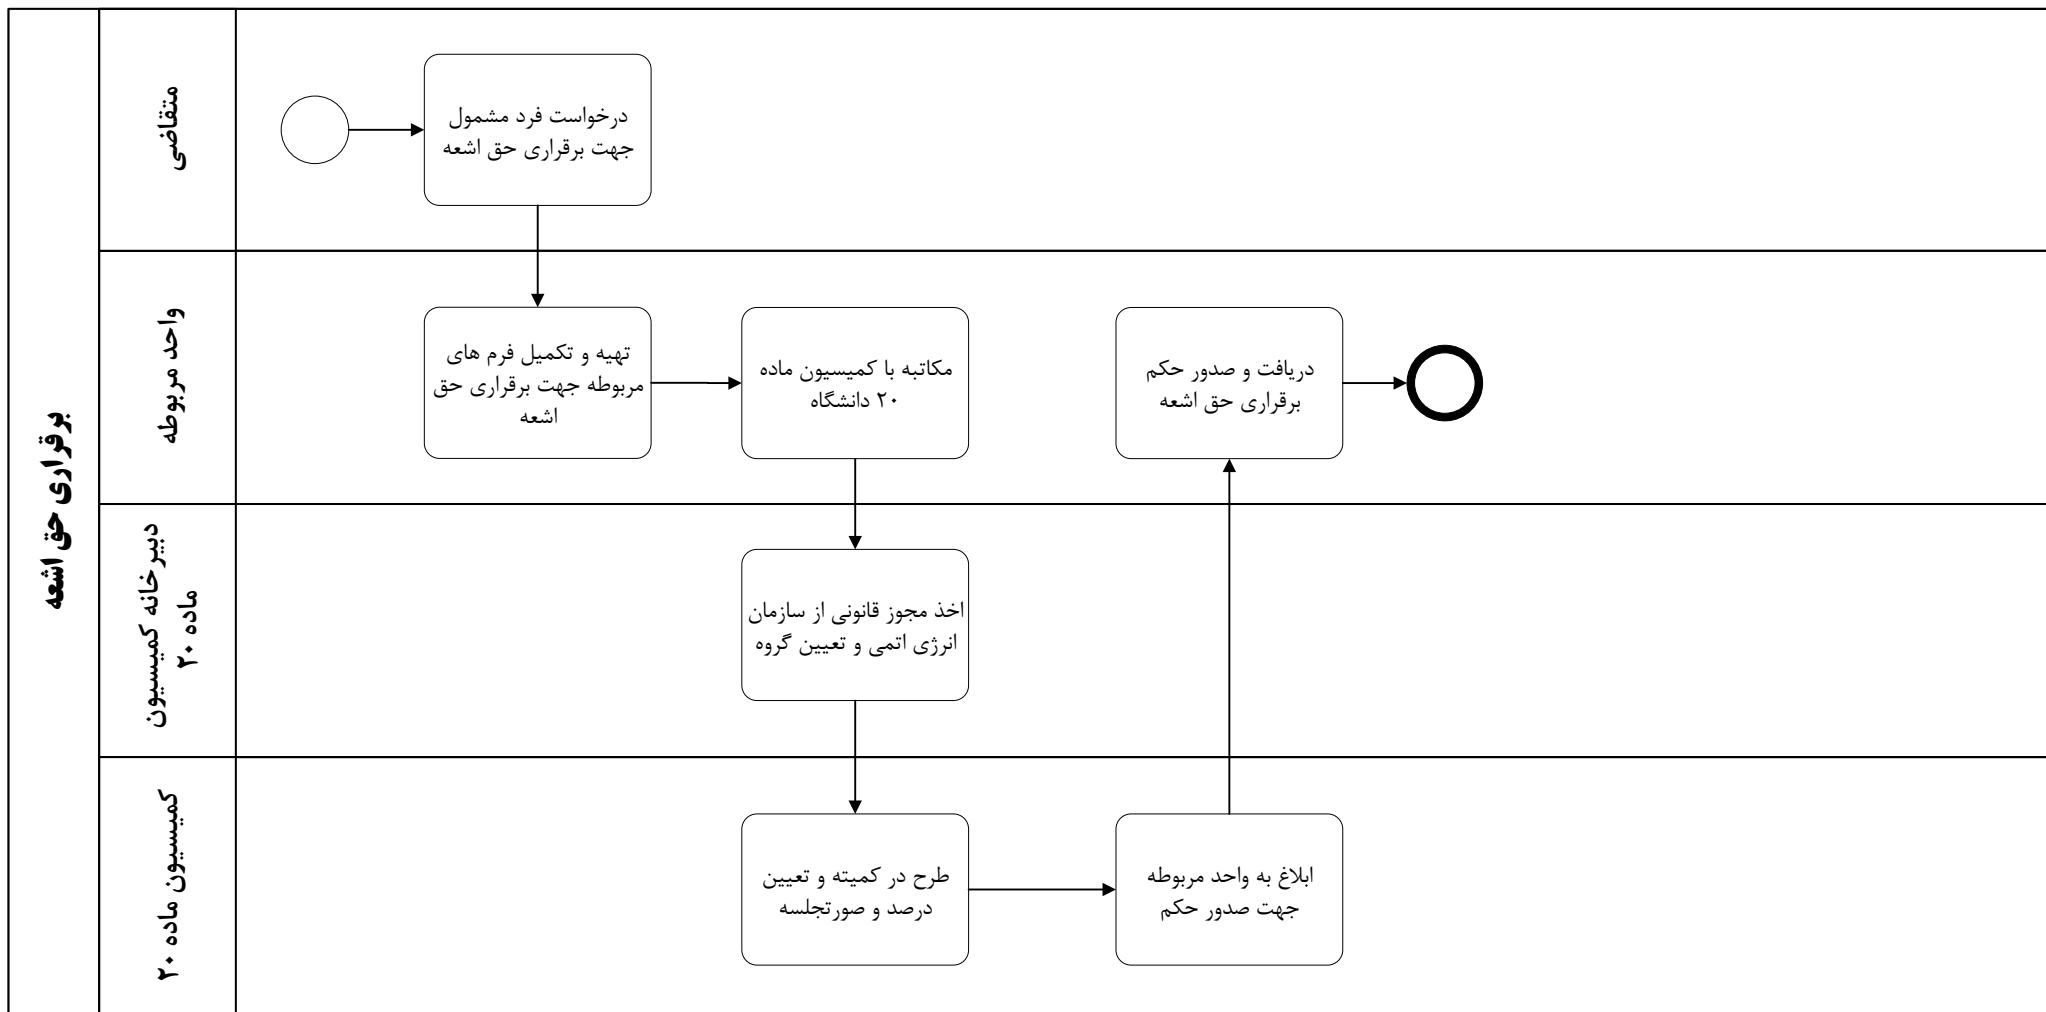 برقراری حق اشعه
متقاضی
درخواست فرد مشمول
جهت برقراری حق اشعه
واحد مربوطه
تهیه و تکمیل فرم های
مربوطه جهت برقراری حق
اشعه
مکاتبه با کمیسیون ماده
۲۰ دانشگاه
دریافت و صدور حکم
برقراری حق اشعه
دبیرخانه کمیسیون
ماده ۲۰
اخذ مجوز قانونی از سازمان
انرژی اتمی و تعیین گروه
کمیسیون ماده ۲۰
طرح در کمیته و تعیین
درصد و صورتجلسه
ابلاغ به واحد مربوطه
جهت صدور حکم